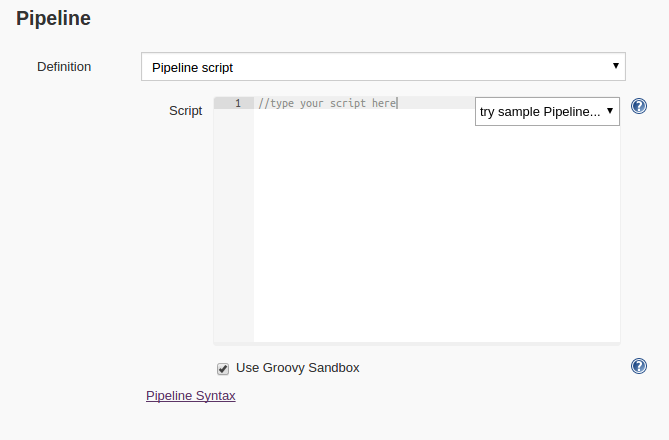 Pipeline
Definition
Pipeline script
Script
1 //type your script here
try sample Pipeline...
?
Use Groovy Sandbox
?
Pipeline Syntax